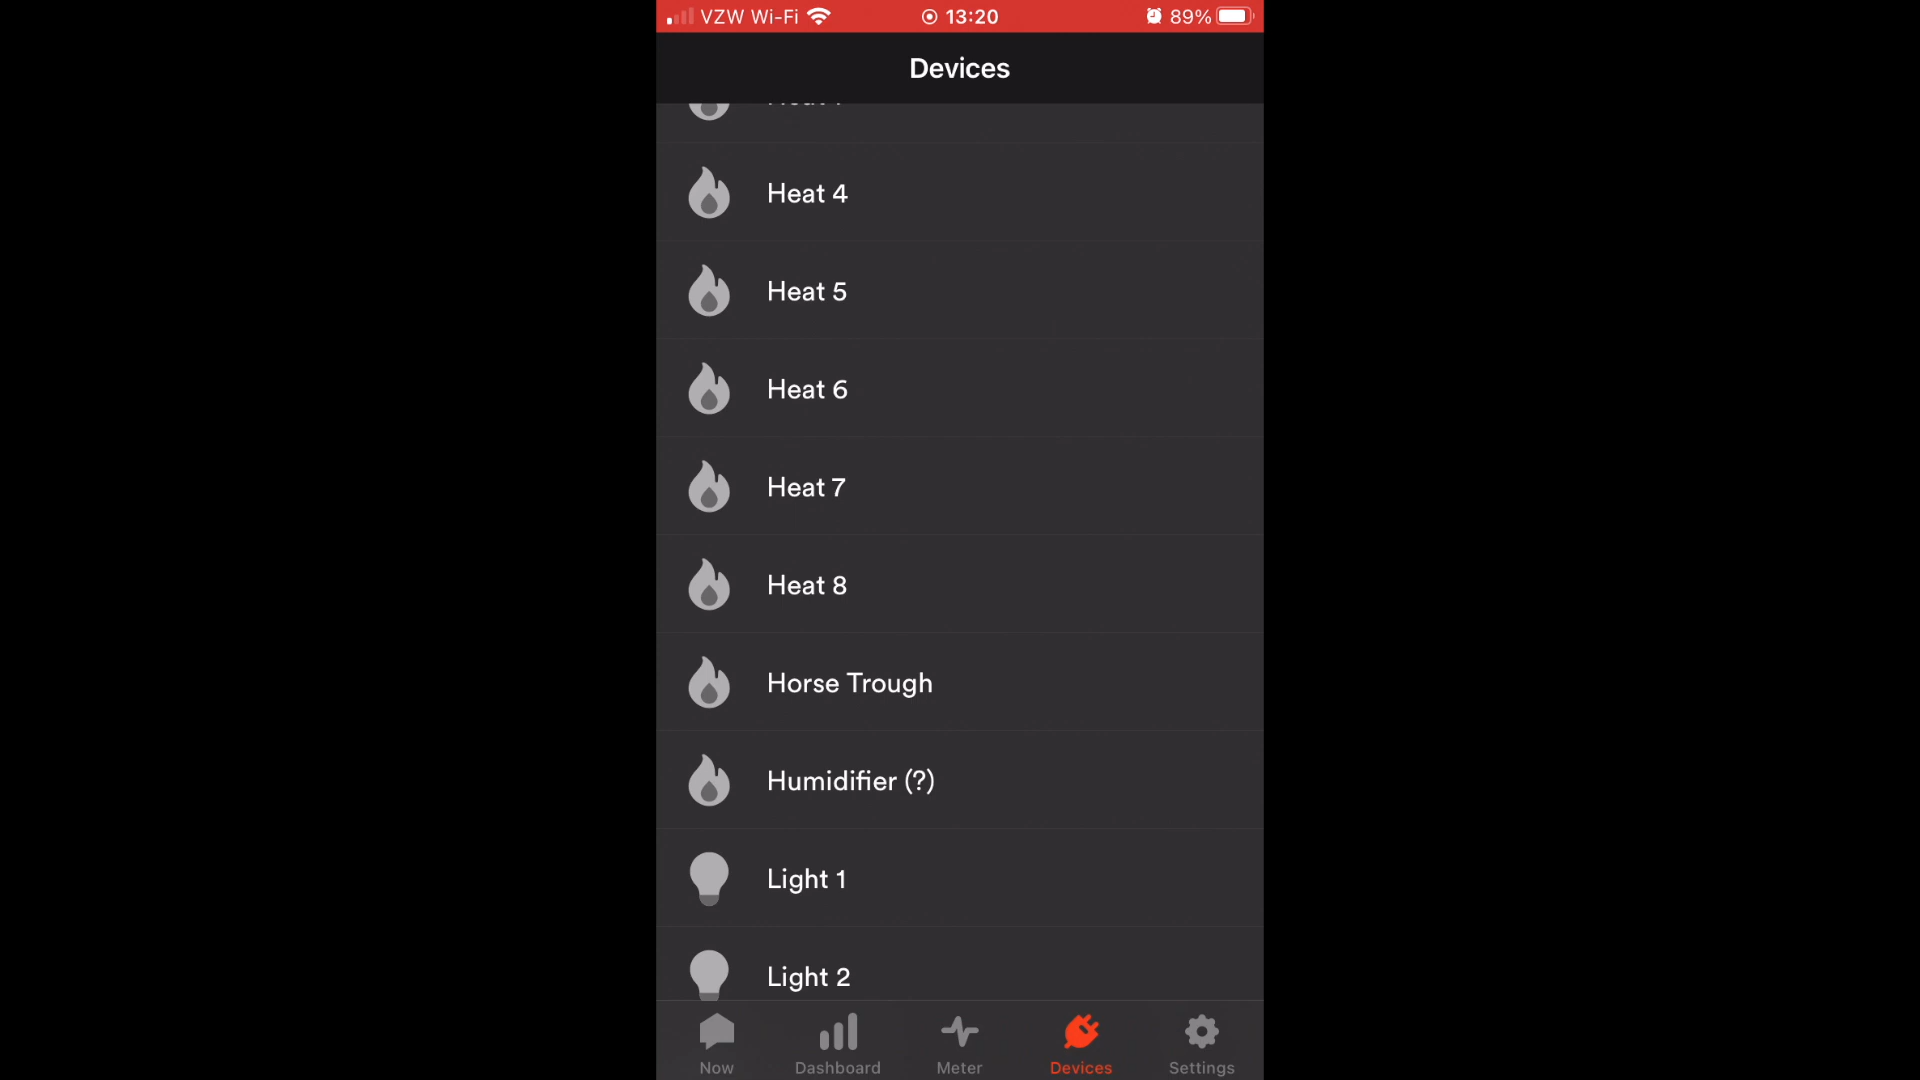 VZW Wi-Fi 13:20 89%
Devices
Heat 4
Heat 5
Heat 6
Heat 7
Heat 8
Horse Trough
Humidifier (?)
Light 1
Light 2
Now Dashboard Meter Devices Settings